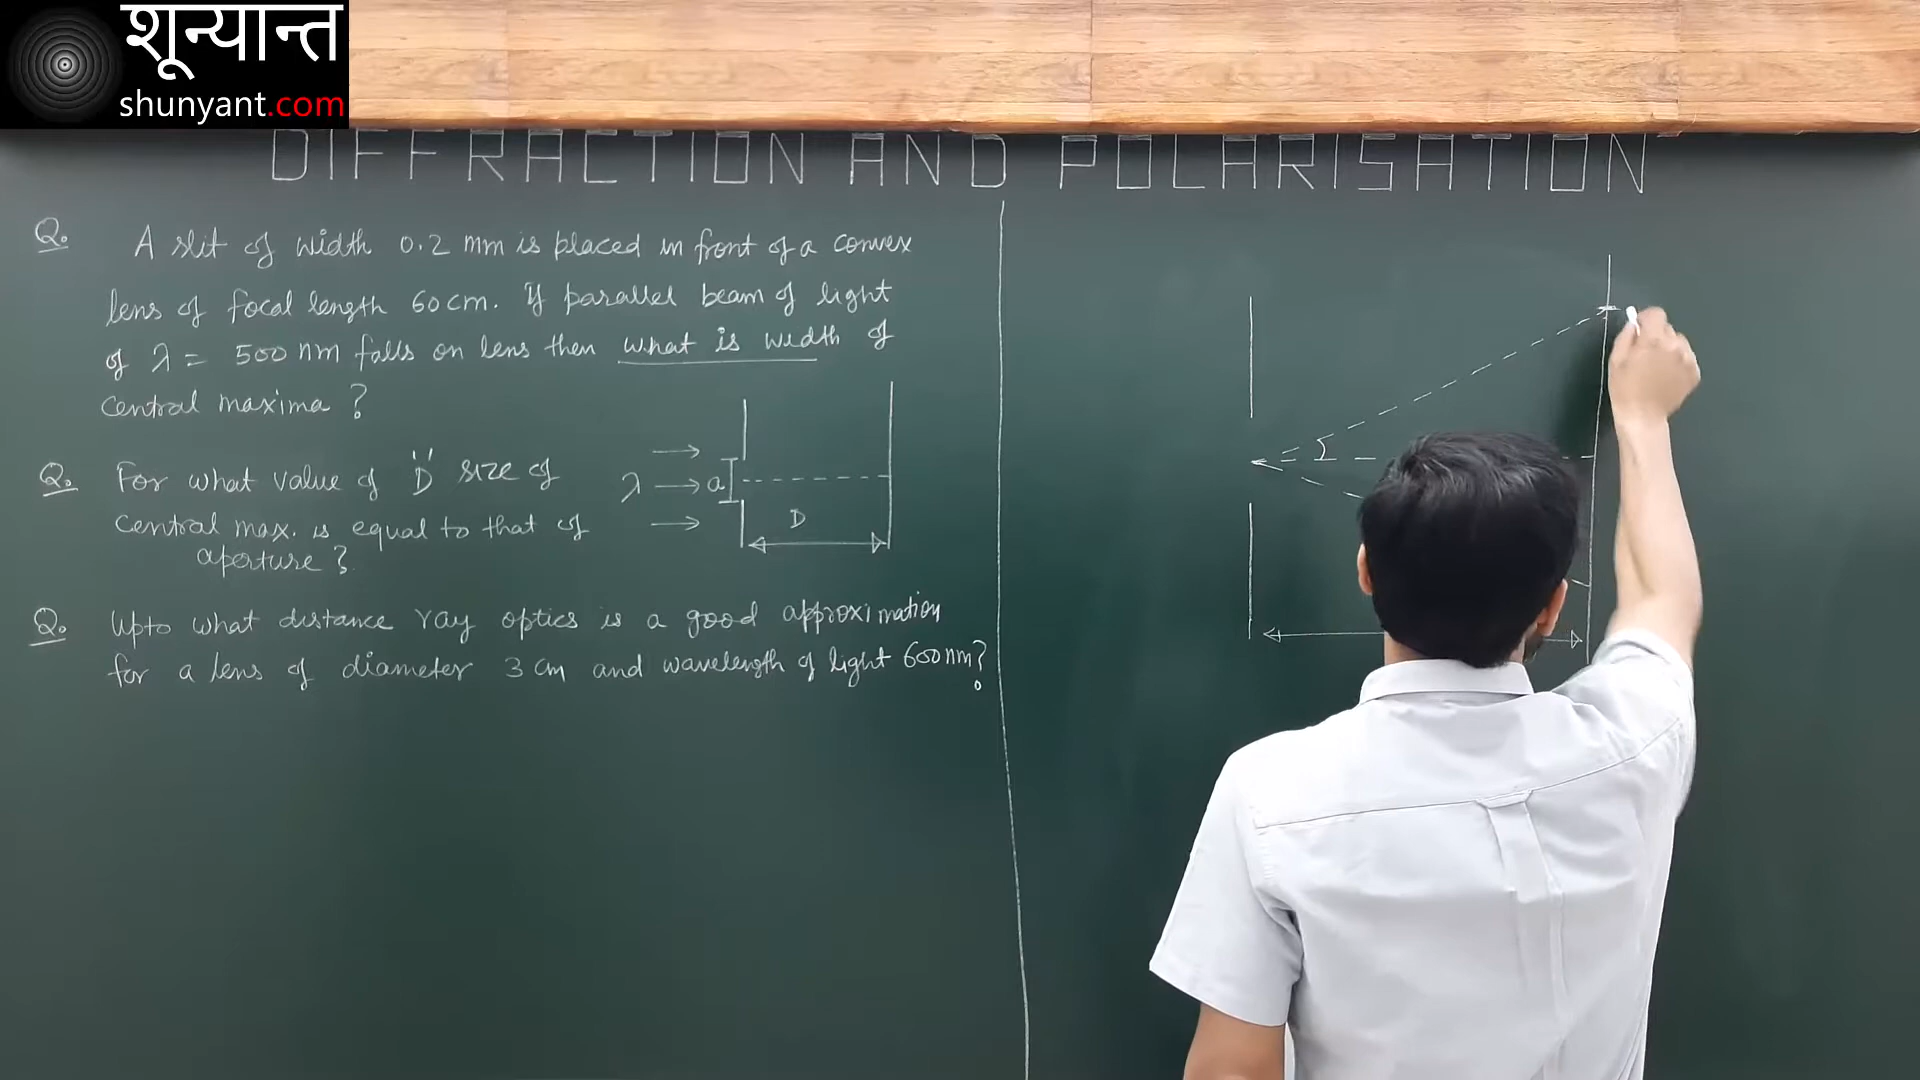 शून्यान्त
shunyant.com
DIFFRACTION AND POLARISATION
Q. A slit of width 0.2 mm is placed in front of a convex
lens of focal length 60 cm. If parallel beam of light
of λ = 500 nm falls on lens then what is width of
central maxima ?
Q. For what value of "D" size of
central max. is equal to that of
aperture ?
λ a
D
Q. Upto what distance ray optics is a good approximation
for a lens of diameter 3 cm and wavelength of light 600 nm ?